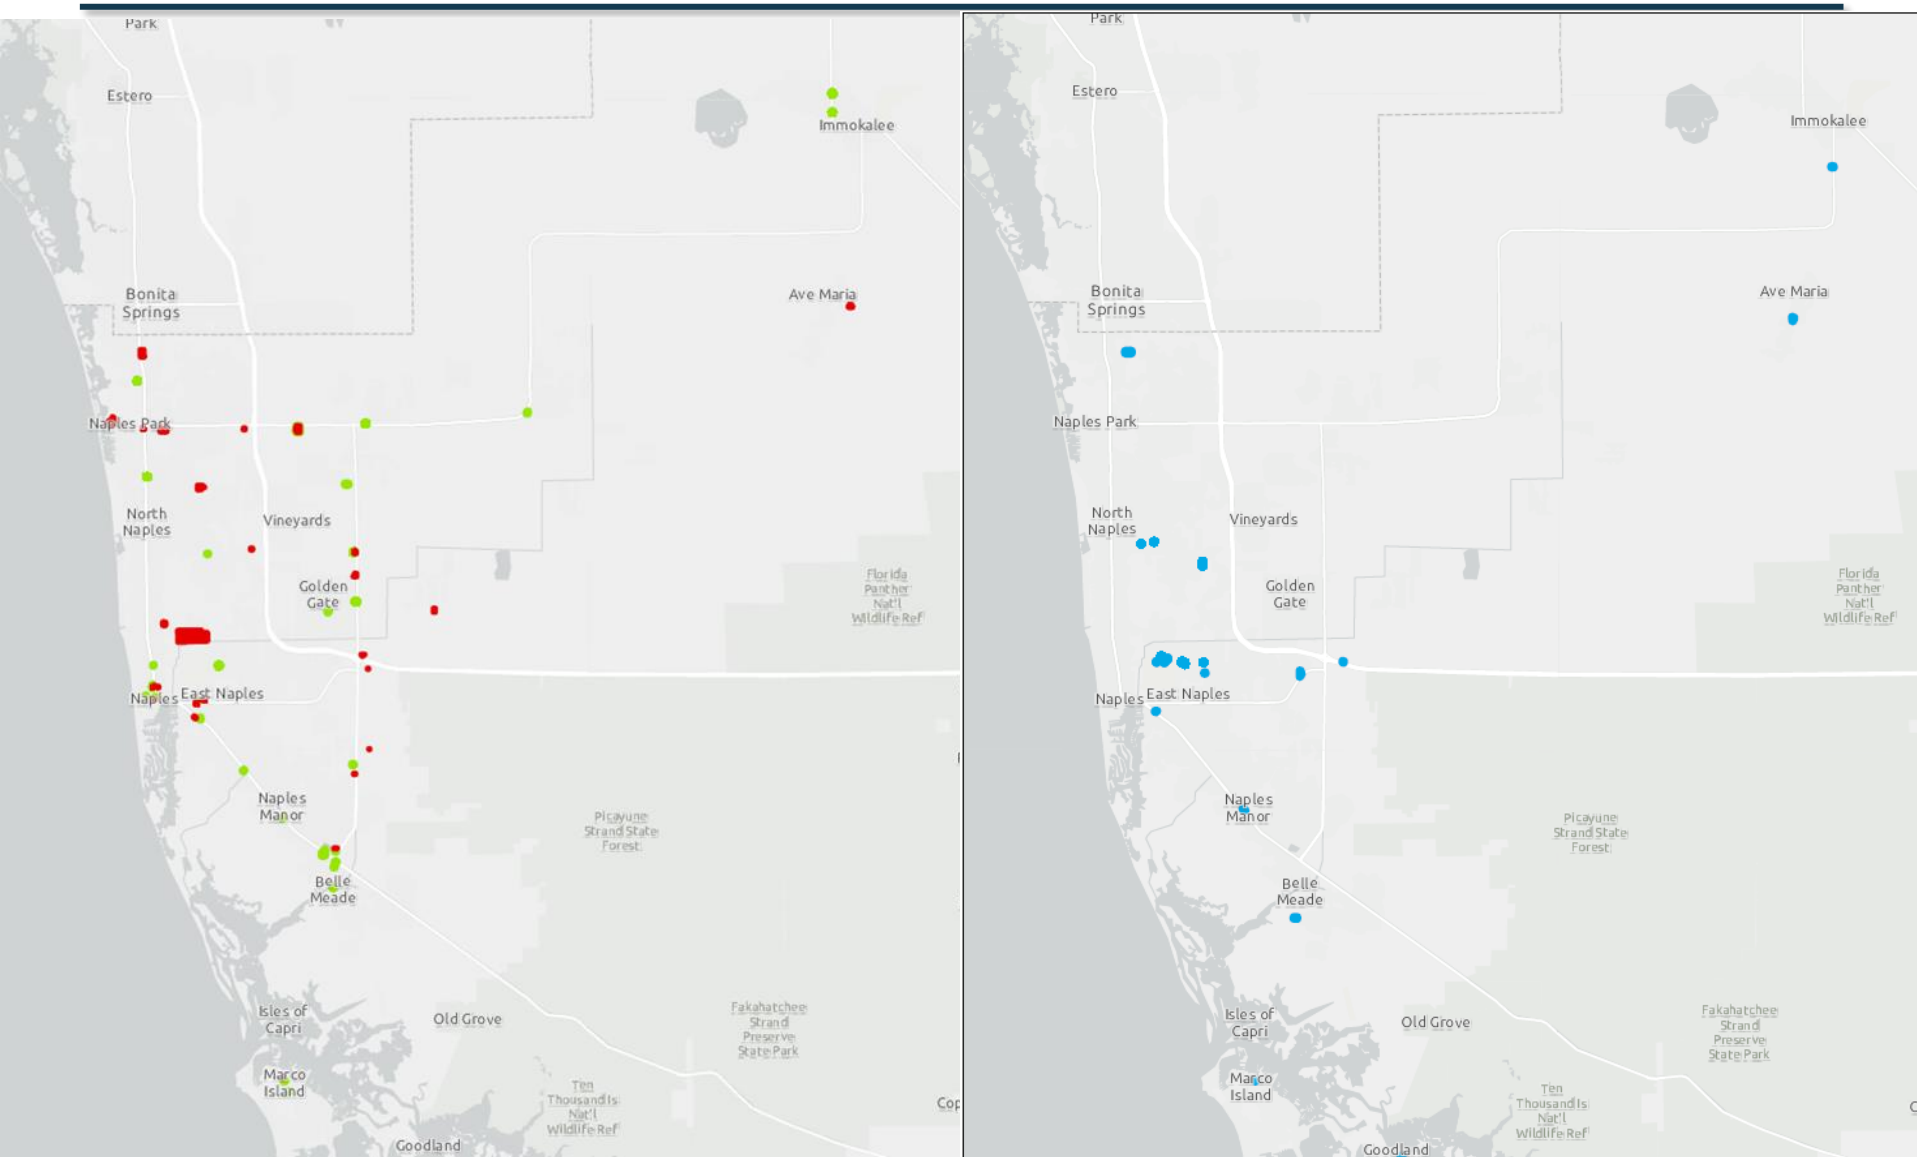 Park
Estero
Immokalee
Ave Maria
Bonita
Springs
Naples Park
North
Naples
Vineyards
Golden
Gate
Florida
Panther
Nat'l
Wildlife Ref
Naples
East Naples
Naples
Manor
Picayune
Strand State
Forest
Belle
Meade
Isles of
Capri
Old Grove
Fakahatchee
Strand
Preserve
State Park
Marco
Island
Ten
Thousand Is
Nat'l
Wildlife Ref
Cop
Goodland
Park
Estero
Immokalee
Ave Maria
Bonita
Springs
Naples Park
North
Naples
Vineyards
Golden
Gate
Florida
Panther
Nat'l
Wildlife Ref
Naples
East Naples
Naples
Manor
Picayune
Strand State
Forest
Belle
Meade
Isles of
Capri
Old Grove
Fakahatchee
Strand
Preserve
State Park
Marco
Island
Ten
Thousand Is
Nat'l
Wildlife Ref
Goodland